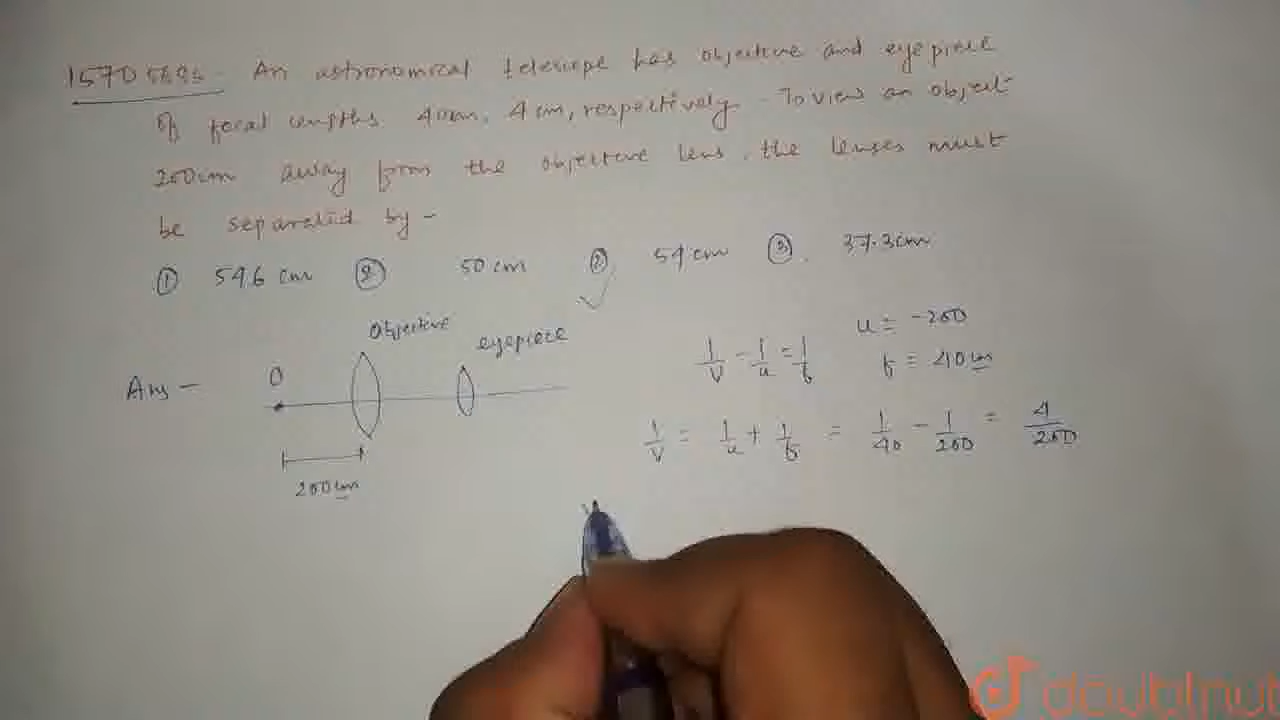 15705695- An astronomical telescope has objective and eyepiece
of focal lengths 40cm, 4cm, respectively - To view an object
200cm away from the objective lens, the lenses must
be separated by -
① 54.6 cm ② 50 cm ② 54 cm ③ 37.3cm
Objective
eyepiece
Ans - O
200cm
1/v - 1/u = 1/f u = -200
f = 40cm
1/v = 1/u + 1/f = 1/40 - 1/200 = 4/200
doubtnut